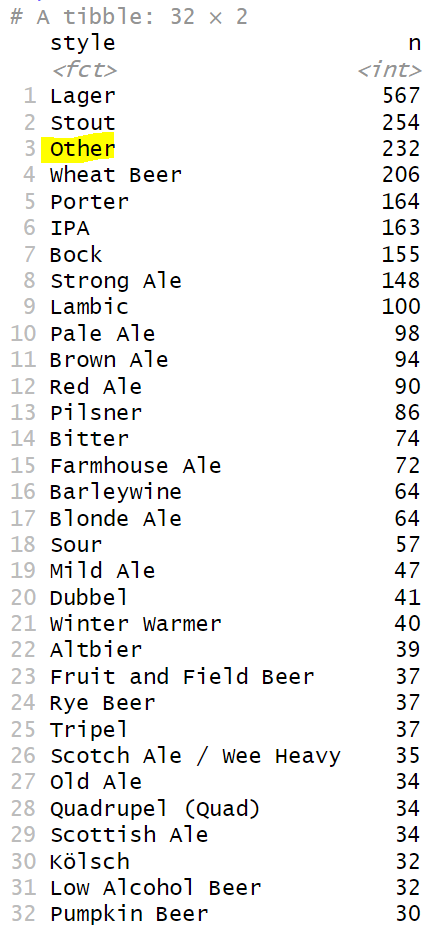 # A tibble: 32 × 2
style n
<fct> <int>
1 Lager 567
2 Stout 254
3 Other 232
4 Wheat Beer 206
5 Porter 164
6 IPA 163
7 Bock 155
8 Strong Ale 148
9 Lambic 100
10 Pale Ale 98
11 Brown Ale 94
12 Red Ale 90
13 Pilsner 86
14 Bitter 74
15 Farmhouse Ale 72
16 Barleywine 64
17 Blonde Ale 64
18 Sour 57
19 Mild Ale 47
20 Dubbel 41
21 Winter Warmer 40
22 Altbier 39
23 Fruit and Field Beer 37
24 Rye Beer 37
25 Tripel 37
26 Scotch Ale / Wee Heavy 35
27 Old Ale 34
28 Quadrupel (Quad) 34
29 Scottish Ale 34
30 Kölsch 32
31 Low Alcohol Beer 32
32 Pumpkin Beer 30